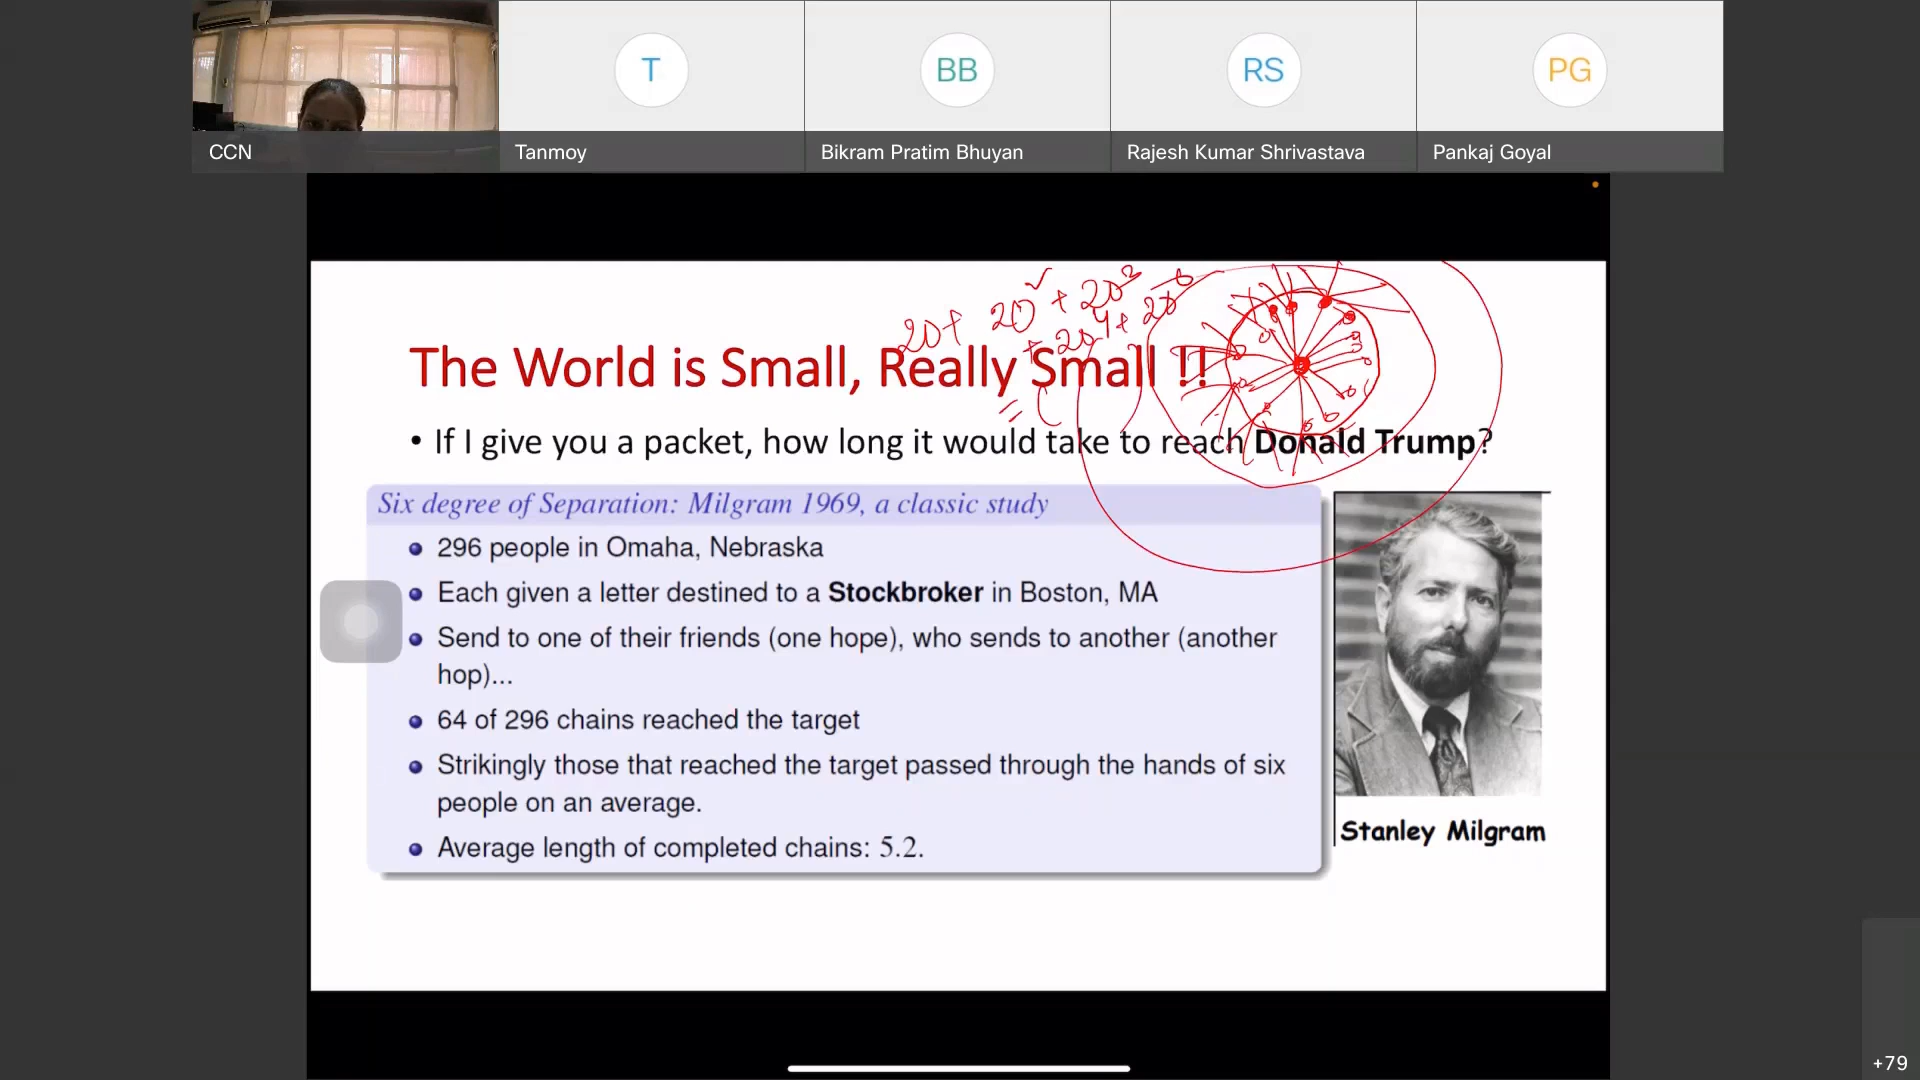 T
BB
RS
PG
CCN
Tanmoy
Bikram Pratim Bhuyan
Rajesh Kumar Shrivastava
Pankaj Goyal
20+ 20 + 20
+ 20^4 +
= (
The World is Small, Really Small !!
• If I give you a packet, how long it would take to reach Donald Trump?
Six degree of Separation: Milgram 1969, a classic study
296 people in Omaha, Nebraska
Each given a letter destined to a Stockbroker in Boston, MA
Send to one of their friends (one hope), who sends to another (another
hop)...
64 of 296 chains reached the target
Strikingly those that reached the target passed through the hands of six
people on an average.
Average length of completed chains: 5.2.
Stanley Milgram
+79